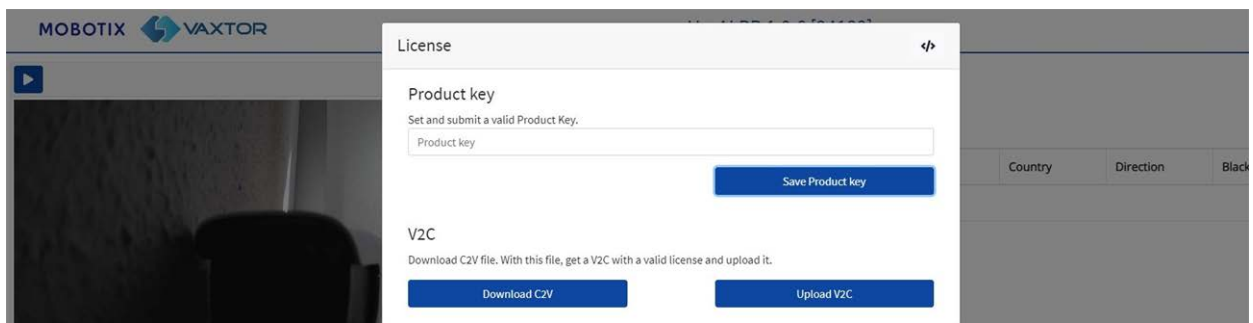 MOBOTIX VAXTOR
License
</>
Product key
Set and submit a valid Product Key.
Product key
Save Product key
Country Direction Black
V2C
Download C2V file. With this file, get a V2C with a valid license and upload it.
Download C2V Upload V2C